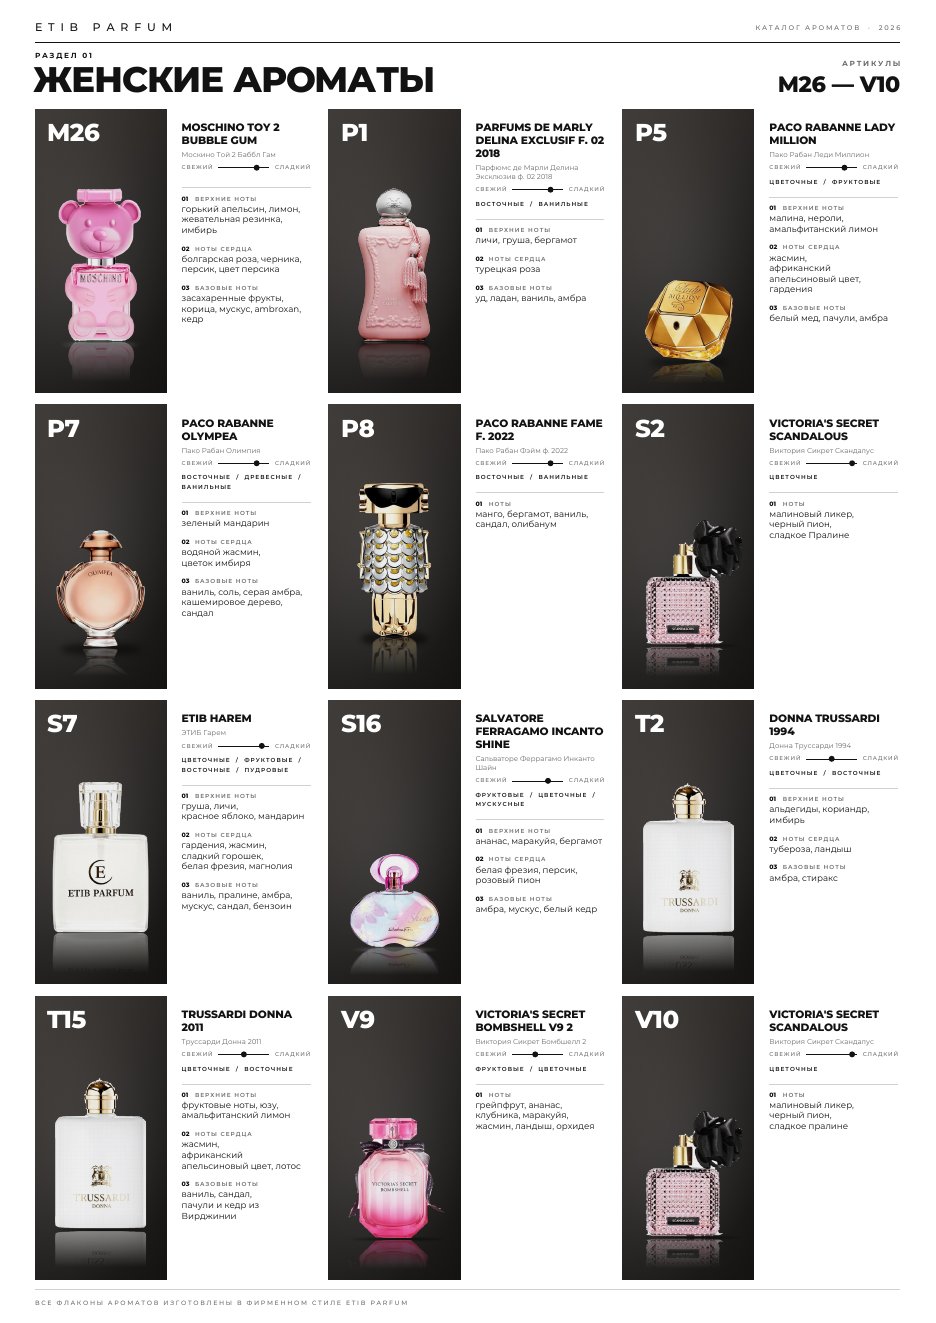 ETIB PARFUM
КАТАЛОГ АРОМАТОВ · 2026
РАЗДЕЛ 01
ЖЕНСКИЕ АРОМАТЫ
АРТИКУЛЫ
M26 — V10
M26
MOSCHINO TOY 2
BUBBLE GUM
Москино Той 2 Баббл Гам
СВЕЖИЙ СЛАДКИЙ
01 ВЕРХНИЕ НОТЫ
горький апельсин, лимон,
жевательная резинка,
имбирь
02 НОТЫ СЕРДЦА
болгарская роза, черника,
персик, цвет персика
03 БАЗОВЫЕ НОТЫ
засахаренные фрукты,
корица, мускус, ambroxan,
кедр
MOSCHINO
P1
PARFUMS DE MARLY
DELINA EXCLUSIF F. 02
2018
Парфюмс де Марли Делина
Эксклюзив ф. 02 2018
СВЕЖИЙ СЛАДКИЙ
ВОСТОЧНЫЕ / ВАНИЛЬНЫЕ
01 ВЕРХНИЕ НОТЫ
личи, груша, бергамот
02 НОТЫ СЕРДЦА
турецкая роза
03 БАЗОВЫЕ НОТЫ
уд, ладан, ваниль, амбра
P5
PACO RABANNE LADY
MILLION
Пако Рабан Леди Миллион
СВЕЖИЙ СЛАДКИЙ
ЦВЕТОЧНЫЕ / ФРУКТОВЫЕ
01 ВЕРХНИЕ НОТЫ
малина, нероли,
амальфитанский лимон
02 НОТЫ СЕРДЦА
жасмин,
африканский
апельсиновый цвет,
гардения
03 БАЗОВЫЕ НОТЫ
белый мед, пачули, амбра
Lady
MILLION
P7
PACO RABANNE
OLYMPEA
Пако Рабан Олимпия
СВЕЖИЙ СЛАДКИЙ
ВОСТОЧНЫЕ / ДРЕВЕСНЫЕ /
ВАНИЛЬНЫЕ
01 ВЕРХНИЕ НОТЫ
зеленый мандарин
02 НОТЫ СЕРДЦА
водяной жасмин,
цветок имбиря
03 БАЗОВЫЕ НОТЫ
ваниль, соль, серая амбра,
кашемировое дерево,
сандал
OLYMPEA
P8
PACO RABANNE FAME
F. 2022
Пако Рабан Фэйм ф. 2022
СВЕЖИЙ СЛАДКИЙ
ВОСТОЧНЫЕ / ВАНИЛЬНЫЕ
01 НОТЫ
манго, бергамот, ваниль,
сандал, олибанум
S2
VICTORIA'S SECRET
SCANDALOUS
Виктория Сикрет Скандалус
СВЕЖИЙ СЛАДКИЙ
ЦВЕТОЧНЫЕ
01 НОТЫ
малиновый ликер,
черный пион,
сладкое Пралине
SCANDALOUS
S7
ETIB HAREM
ЭТИБ Гарем
СВЕЖИЙ СЛАДКИЙ
ЦВЕТОЧНЫЕ / ФРУКТОВЫЕ /
ВОСТОЧНЫЕ / ПУДРОВЫЕ
01 ВЕРХНИЕ НОТЫ
груша, личи,
красное яблоко, мандарин
02 НОТЫ СЕРДЦА
гардения, жасмин,
сладкий горошек,
белая фрезия, магнолия
03 БАЗОВЫЕ НОТЫ
ваниль, пралине, амбра,
мускус, сандал, бензоин
E
ETIB PARFUM
S16
SALVATORE
FERRAGAMO INCANTO
SHINE
Сальваторе Феррагамо Инканто
Шайн
СВЕЖИЙ СЛАДКИЙ
ФРУКТОВЫЕ / ЦВЕТОЧНЫЕ /
МУСКУСНЫЕ
01 ВЕРХНИЕ НОТЫ
ананас, маракуйя, бергамот
02 НОТЫ СЕРДЦА
белая фрезия, персик,
розовый пион
03 БАЗОВЫЕ НОТЫ
амбра, мускус, белый кедр
T2
DONNA TRUSSARDI
1994
Донна Труссарди 1994
СВЕЖИЙ СЛАДКИЙ
ЦВЕТОЧНЫЕ / ВОСТОЧНЫЕ
01 ВЕРХНИЕ НОТЫ
альдегиды, кориандр,
имбирь
02 НОТЫ СЕРДЦА
тубероза, ландыш
03 БАЗОВЫЕ НОТЫ
амбра, стиракс
TRUSSARDI
DONNA
T15
TRUSSARDI DONNA
2011
Труссарди Донна 2011
СВЕЖИЙ СЛАДКИЙ
ЦВЕТОЧНЫЕ / ВОСТОЧНЫЕ
01 ВЕРХНИЕ НОТЫ
фруктовые ноты, юзу,
амальфитанский лимон
02 НОТЫ СЕРДЦА
жасмин,
африканский
апельсиновый цвет, лотос
03 БАЗОВЫЕ НОТЫ
ваниль, сандал,
пачули и кедр из
Вирджинии
TRUSSARDI
DONNA
V9
VICTORIA'S SECRET
BOMBSHELL V9 2
Виктория Сикрет Бомбшелл 2
СВЕЖИЙ СЛАДКИЙ
ФРУКТОВЫЕ / ЦВЕТОЧНЫЕ
01 НОТЫ
грейпфрут, ананас,
клубника, маракуйя,
жасмин, ландыш, орхидея
VICTORIA'S SECRET
BOMBSHELL
V10
VICTORIA'S SECRET
SCANDALOUS
Виктория Сикрет Скандалус
СВЕЖИЙ СЛАДКИЙ
ЦВЕТОЧНЫЕ
01 НОТЫ
малиновый ликер,
черный пион,
сладкое пралине
SCANDALOUS
ВСЕ ФЛАКОНЫ АРОМАТОВ ИЗГОТОВЛЕНЫ В ФИРМЕННОМ СТИЛЕ ETIB PARFUM